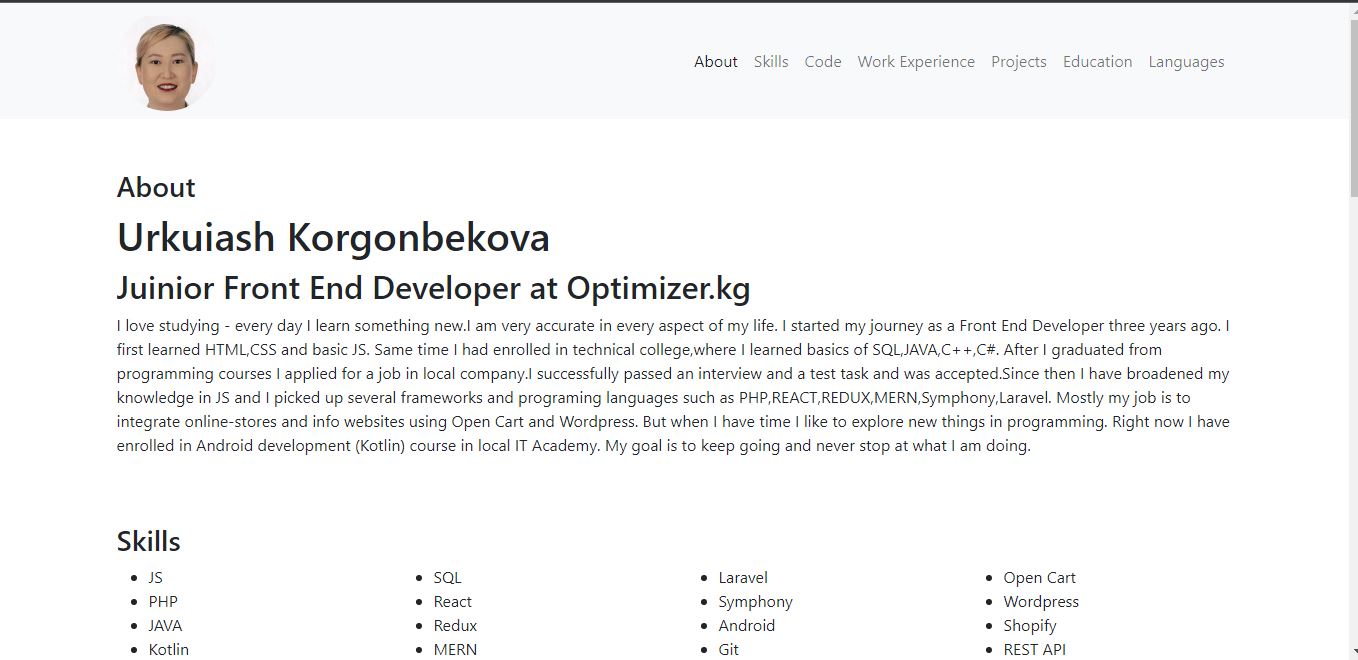 About Skills Code Work Experience Projects Education Languages
About
Urkuiash Korgonbekova
Juinior Front End Developer at Optimizer.kg
I love studying - every day I learn something new.I am very accurate in every aspect of my life. I started my journey as a Front End Developer three years ago. I
first learned HTML,CSS and basic JS. Same time I had enrolled in technical college,where I learned basics of SQL,JAVA,C++,C#. After I graduated from
programming courses I applied for a job in local company.I successfully passed an interview and a test task and was accepted.Since then I have broadened my
knowledge in JS and I picked up several frameworks and programing languages such as PHP,REACT,REDUX,MERN,Symphony,Laravel. Mostly my job is to
integrate online-stores and info websites using Open Cart and Wordpress. But when I have time I like to explore new things in programming. Right now I have
enrolled in Android development (Kotlin) course in local IT Academy. My goal is to keep going and never stop at what I am doing.
Skills
JS
PHP
JAVA
Kotlin
SQL
React
Redux
MERN
Laravel
Symphony
Android
Git
Open Cart
Wordpress
Shopify
REST API